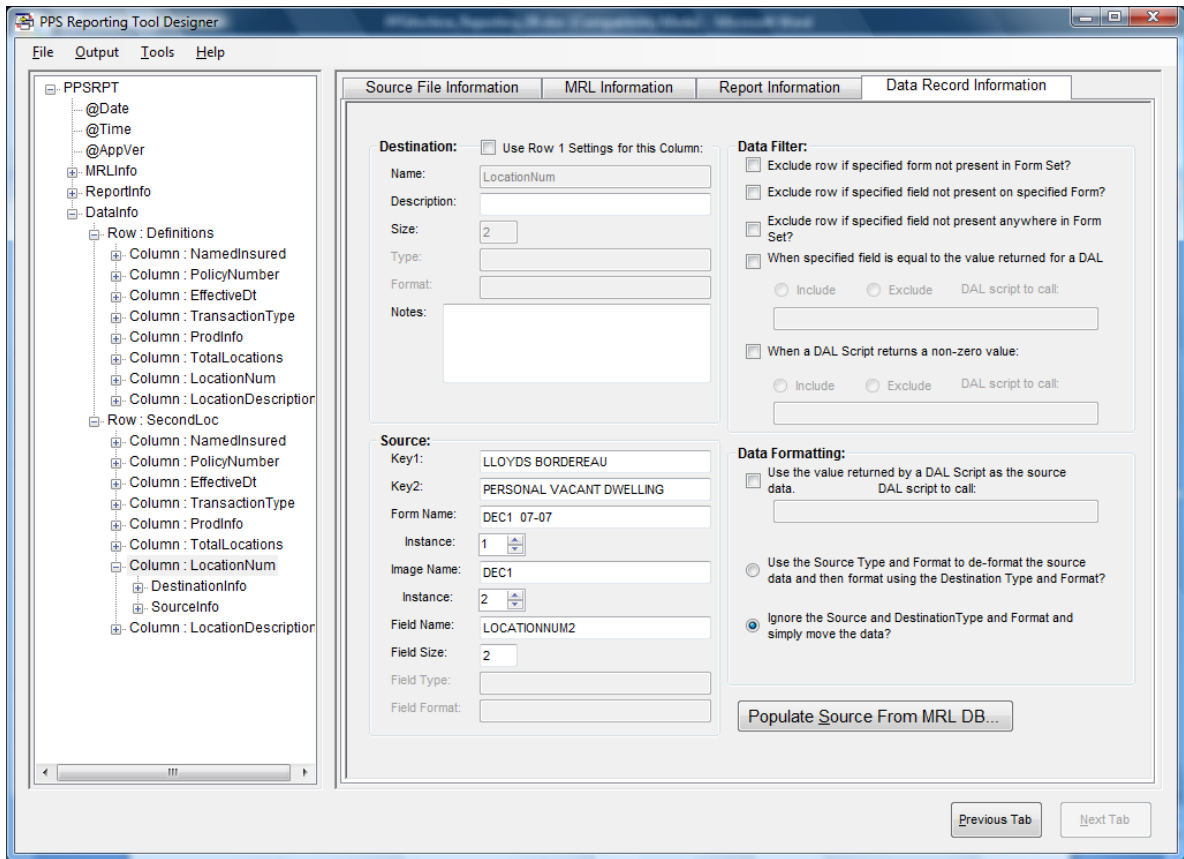 PPS Reporting Tool Designer
File Output Tools Help
PPSRPT
@Date
@Time
@AppVer
MRLInfo
ReportInfo
DataInfo
Row : Definitions
Column : NamedInsured
Column : PolicyNumber
Column : EffectiveDt
Column : TransactionType
Column : ProdInfo
Column : TotalLocations
Column : LocationNum
Column : LocationDescription
Row : SecondLoc
Column : NamedInsured
Column : PolicyNumber
Column : EffectiveDt
Column : TransactionType
Column : ProdInfo
Column : TotalLocations
Column : LocationNum
DestinationInfo
SourceInfo
Column : LocationDescription
Source File Information MRL Information Report Information Data Record Information
Destination: Use Row 1 Settings for this Column:
Name: LocationNum
Description:
Size: 2
Type:
Format:
Notes:
Source:
Key1: LLOYDS BORDEREAU
Key2: PERSONAL VACANT DWELLING
Form Name: DEC1 07-07
Instance: 1
Image Name: DEC1
Instance: 2
Field Name: LOCATIONNUM2
Field Size: 2
Field Type:
Field Format:
Data Filter:
Exclude row if specified form not present in Form Set?
Exclude row if specified field not present on specified Form?
Exclude row if specified field not present anywhere in Form
Set?
When specified field is equal to the value returned for a DAL
Include Exclude DAL script to call:
When a DAL Script returns a non-zero value:
Include Exclude DAL script to call:
Data Formatting:
Use the value returned by a DAL Script as the source
data. DAL script to call:
Use the Source Type and Format to de-format the source
data and then format using the Destination Type and Format?
Ignore the Source and DestinationType and Format and
simply move the data?
Populate Source From MRL DB...
Previous Tab Next Tab